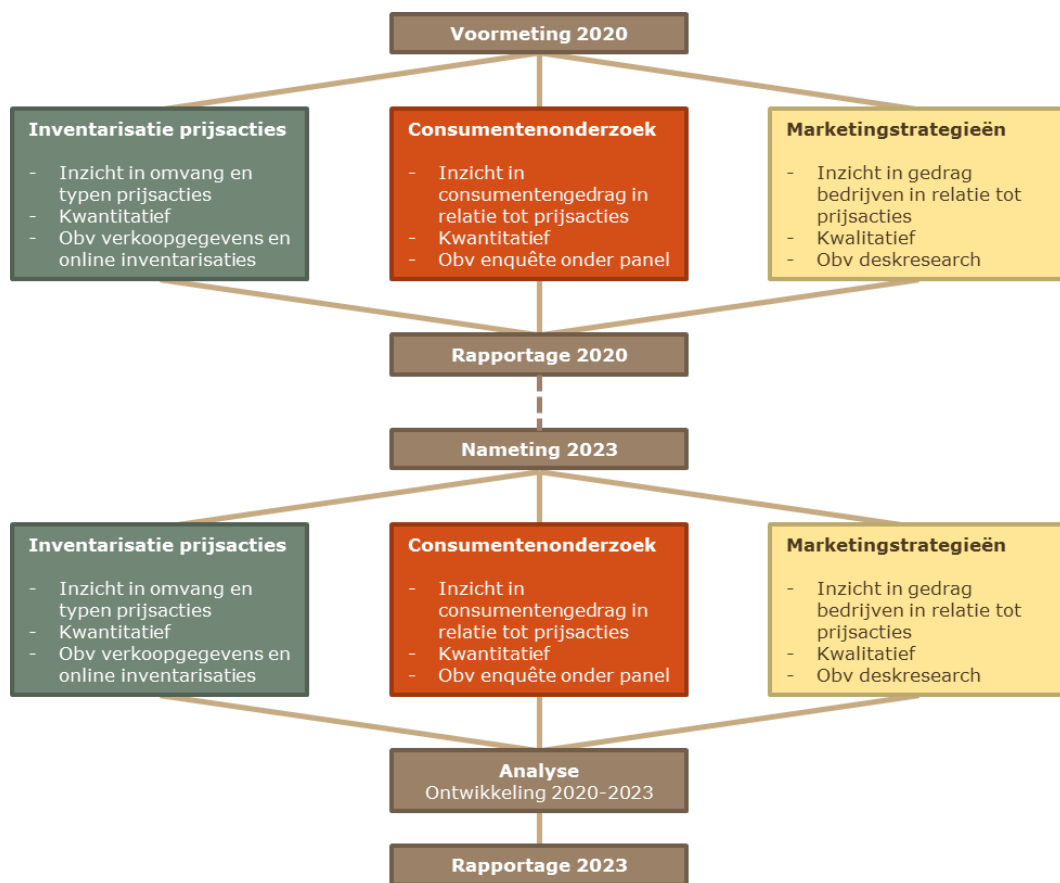 Voormeting 2020
Inventarisatie prijsacties
- Inzicht in omvang en
typen prijsacties
- Kwantitatief
- Obv verkoopgegevens en
online inventarisaties
Consumentenonderzoek
- Inzicht in
consumentengedrag in
relatie tot prijsacties
- Kwantitatief
- Obv enquête onder panel
Marketingstrategieën
- Inzicht in gedrag
bedrijven in relatie tot
prijsacties
- Kwalitatief
- Obv deskresearch
Rapportage 2020
Nameting 2023
Inventarisatie prijsacties
- Inzicht in omvang en
typen prijsacties
- Kwantitatief
- Obv verkoopgegevens en
online inventarisaties
Consumentenonderzoek
- Inzicht in
consumentengedrag in
relatie tot prijsacties
- Kwantitatief
- Obv enquête onder panel
Marketingstrategieën
- Inzicht in gedrag
bedrijven in relatie tot
prijsacties
- Kwalitatief
- Obv deskresearch
Analyse
Ontwikkeling 2020-2023
Rapportage 2023